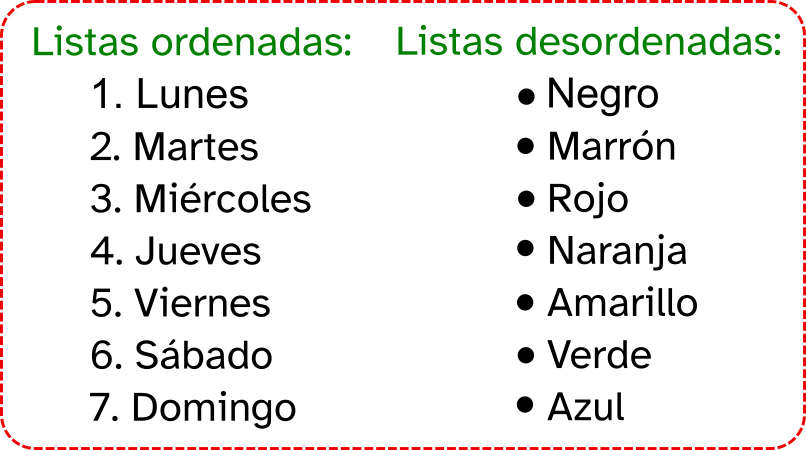 Listas ordenadas:
1. Lunes
2. Martes
3. Miércoles
4. Jueves
5. Viernes
6. Sábado
7. Domingo
Listas desordenadas:
• Negro
• Marrón
• Rojo
• Naranja
• Amarillo
• Verde
• Azul